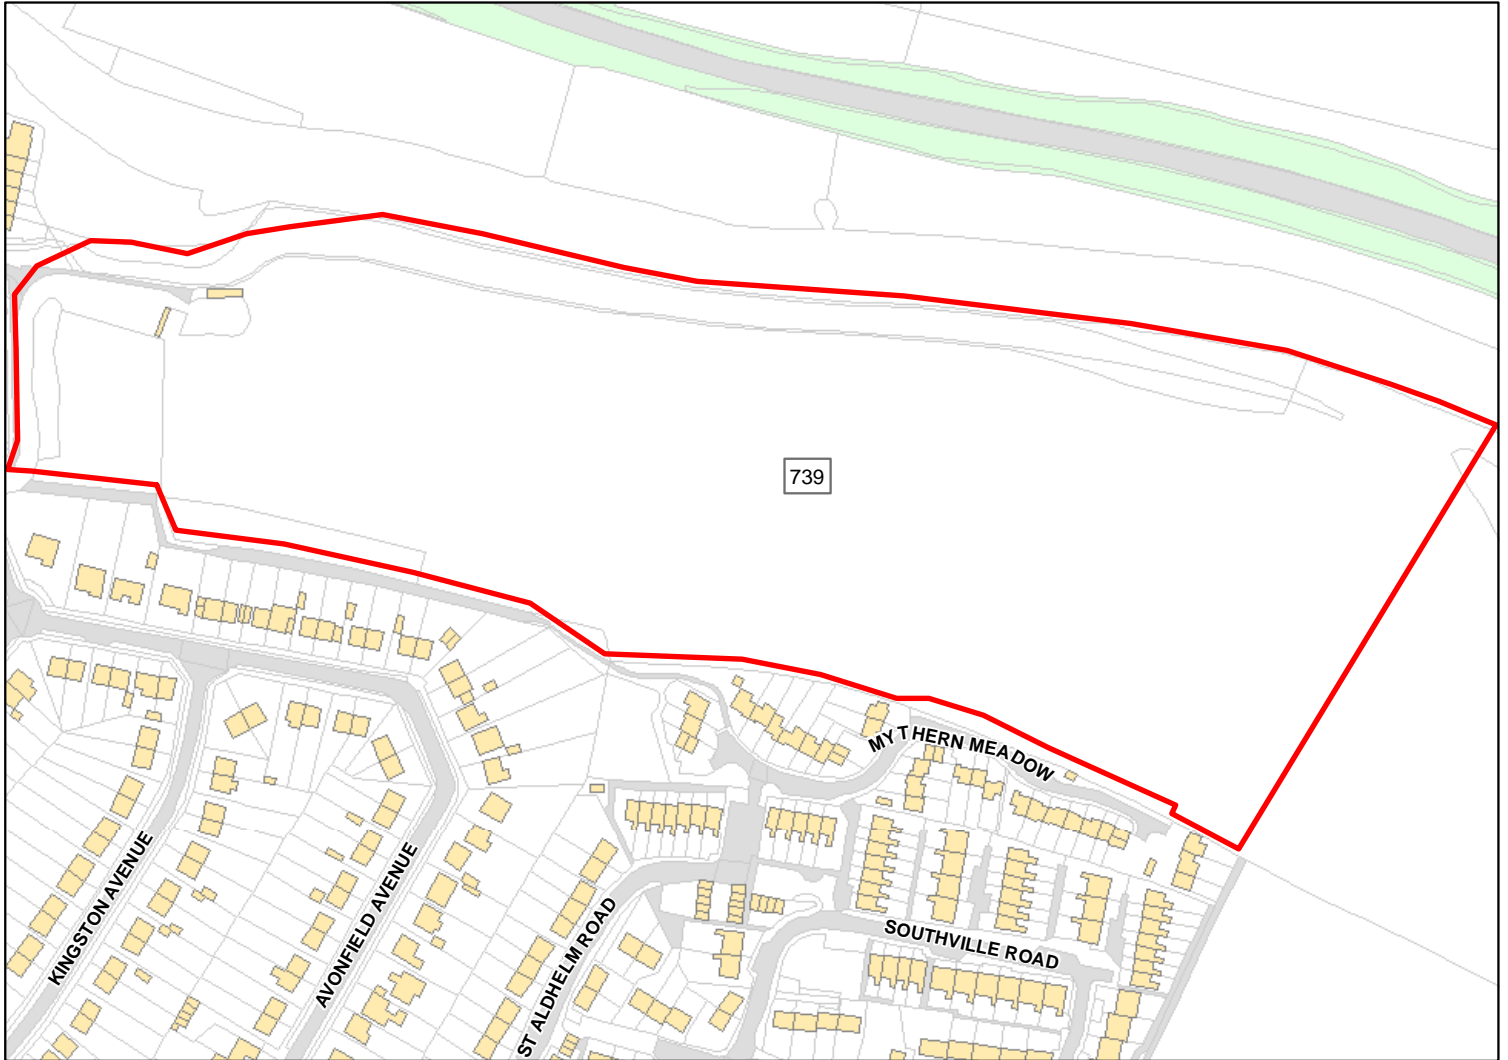 739
MYTHERN MEADOW
KINGSTON AVENUE
AVONFIELD AVENUE
ST ALDHELM ROAD
SOUTHVILLE ROAD